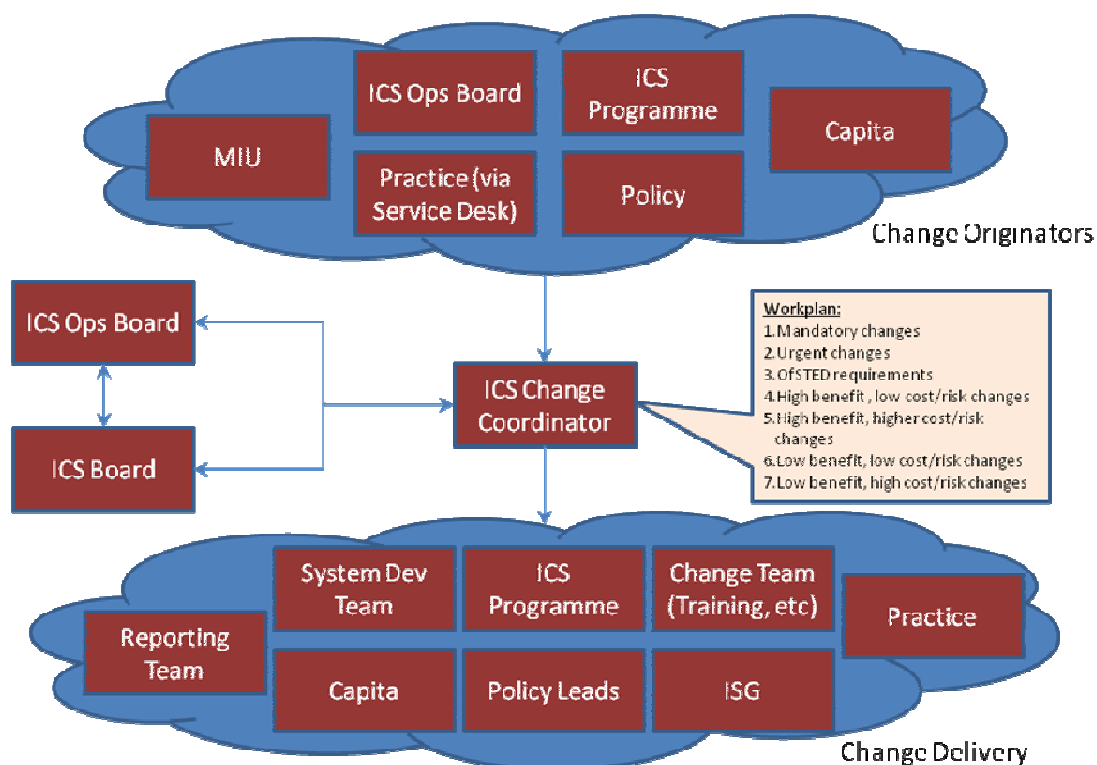 ICS Ops Board
ICS
Programme
Capita
MIU
Practice (via
Service Desk)
Policy
Change Originators
ICS Ops Board
ICS Board
ICS Change
Coordinator
Workplan:
1.Mandatory changes
2.Urgent changes
3.OfSTED requirements
4.High benefit, low cost/risk changes
5.High benefit, higher cost/risk
changes
6.Low benefit, low cost/risk changes
7.Low benefit, high cost/risk changes
System Dev
Team
ICS
Programme
Change Team
(Training, etc)
Practice
Reporting
Team
Capita
Policy Leads
ISG
Change Delivery